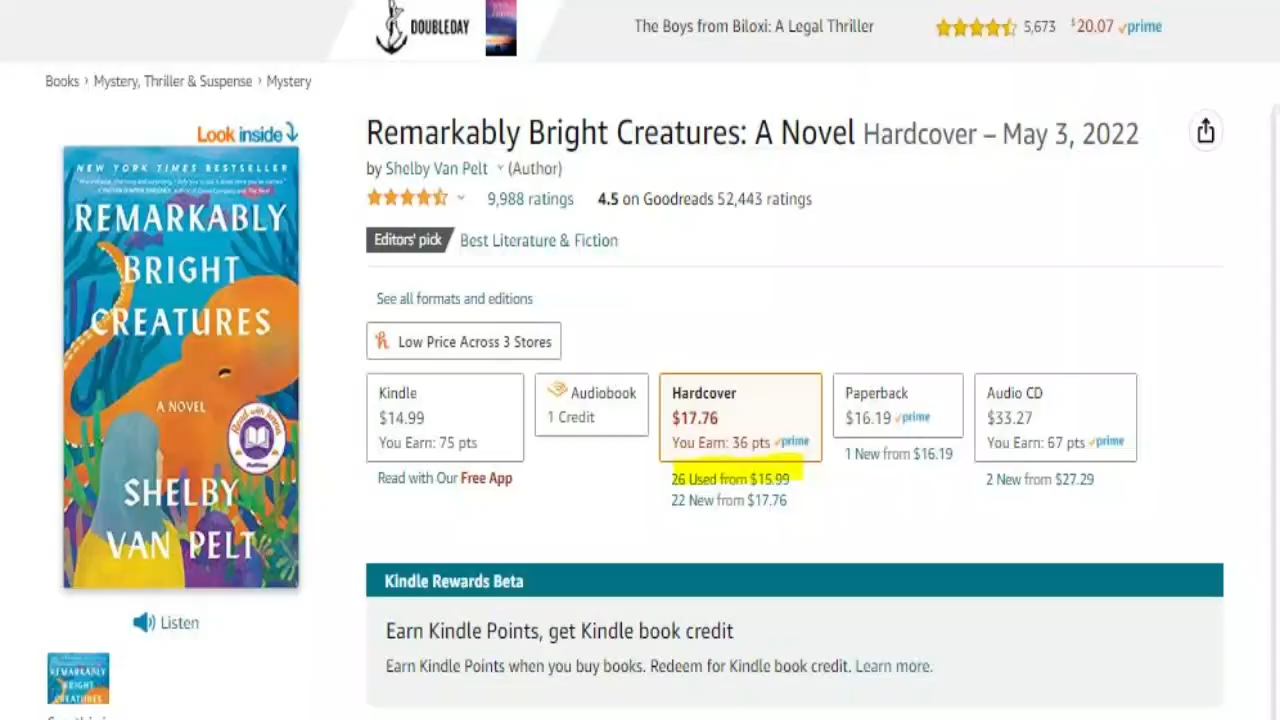 DOUBLEDAY
The Boys from Biloxi: A Legal Thriller 5,673 $20.07 prime
Books › Mystery, Thriller & Suspense › Mystery
Look inside
NEW YORK TIMES BESTSELLER
REMARKABLY
BRIGHT
CREATURES
A NOVEL
Read with Jenna
SHELBY
VAN PELT
Listen
REMARKABLY
BRIGHT
CREATURES
Remarkably Bright Creatures: A Novel Hardcover – May 3, 2022
by Shelby Van Pelt (Author)
9,988 ratings 4.5 on Goodreads 52,443 ratings
Editors' pick Best Literature & Fiction
See all formats and editions
Low Price Across 3 Stores
Kindle
$14.99
You Earn: 75 pts
Read with Our Free App
Audiobook
1 Credit
Hardcover
$17.76
You Earn: 36 pts prime
26 Used from $15.99
22 New from $17.76
Paperback
$16.19 prime
1 New from $16.19
Audio CD
$33.27
You Earn: 67 pts prime
2 New from $27.29
Kindle Rewards Beta
Earn Kindle Points, get Kindle book credit
Earn Kindle Points when you buy books. Redeem for Kindle book credit. Learn more.